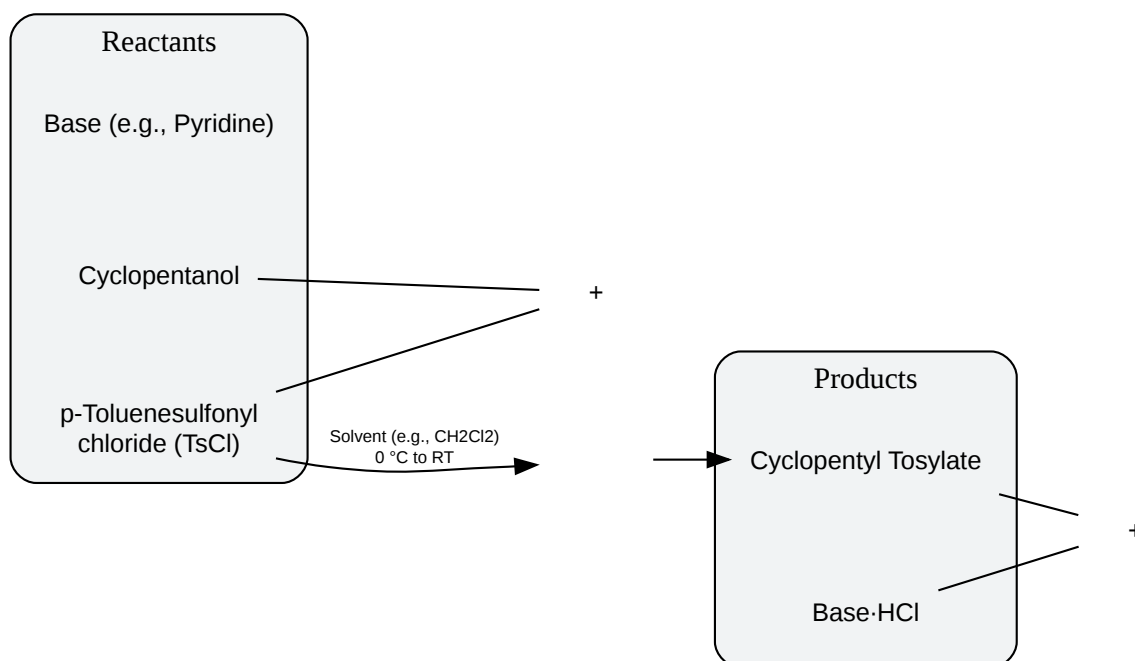 Reactants
Base (e.g., Pyridine)
Cyclopentanol
+
p-Toluenesulfonyl
chloride (TsCl)
Solvent (e.g., CH2Cl2)
0 °C to RT
Products
Cyclopentyl Tosylate
+
Base·HCl